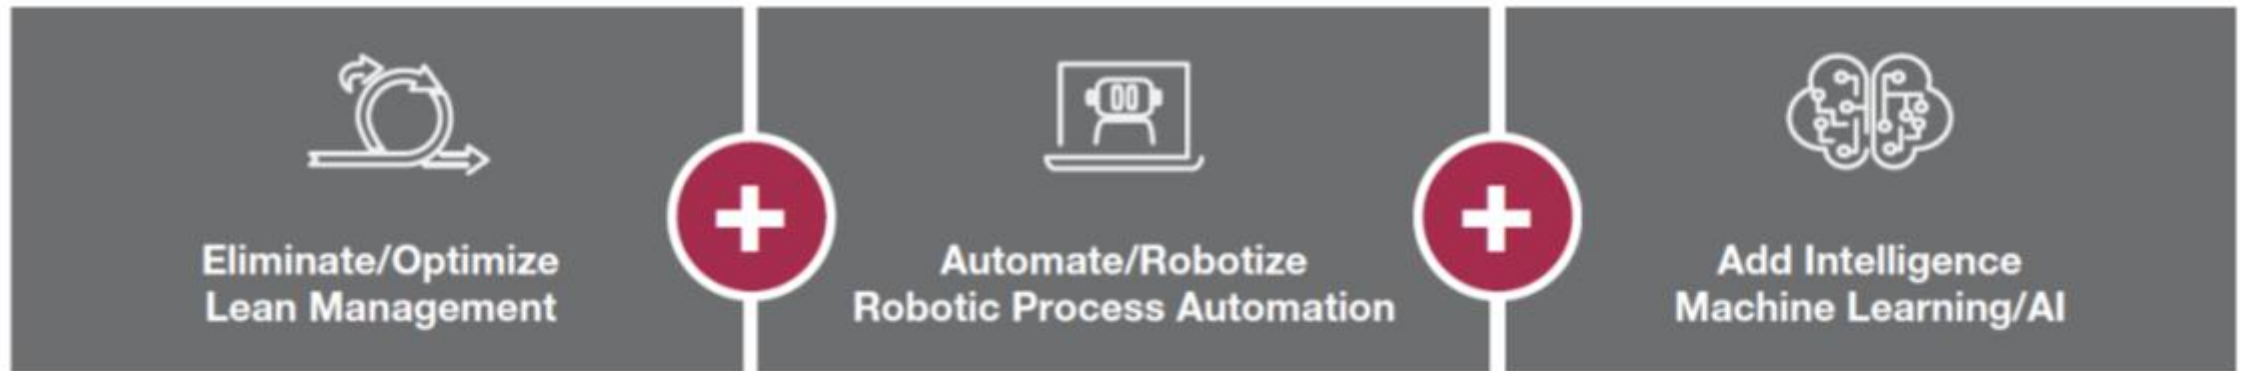 Eliminate/Optimize
Lean Management
Automate/Robotize
Robotic Process Automation
Add Intelligence
Machine Learning/AI